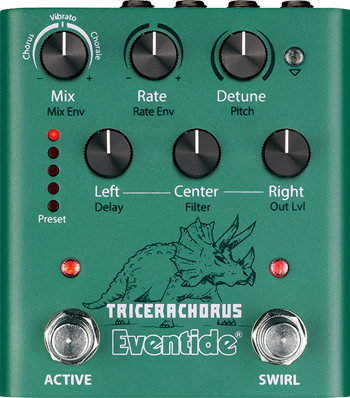 Chorus Vibrato Chorale
- + - +
Mix Rate Detune
Mix Env Rate Env Pitch
Left Center Right
Delay Filter Out Lvl
Preset
TRICERACHORUS
Eventide®
ACTIVE SWIRL